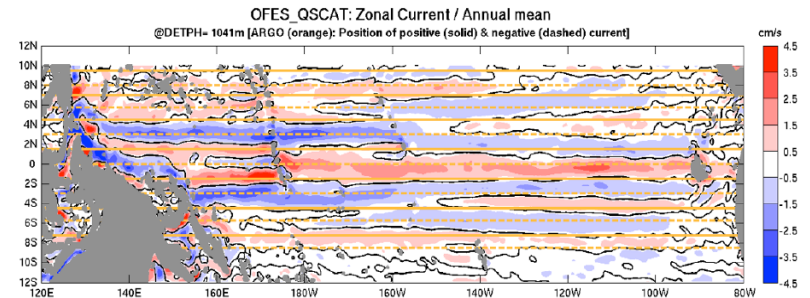 OFES_QSCAT: Zonal Current / Annual mean
@DETPH= 1041m [ARGO (orange): Position of positive (solid) & negative (dashed) current]
cm/s
12N
10N
8N
6N
4N
2N
0
2S
4S
6S
8S
10S
12S
120E 140E 160E 180W 160W 140W 120W 100W 80W
4.5
3.5
2.5
1.5
0.5
-0.5
-1.5
-2.5
-3.5
-4.5